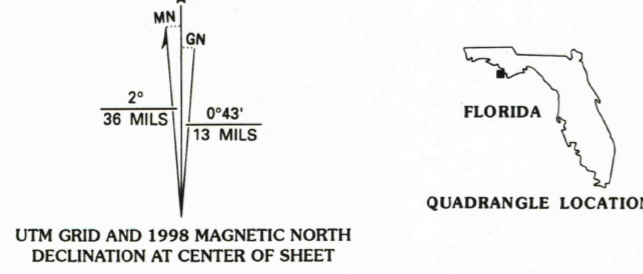 MN
GN
2°
36 MILS
0°43'
13 MILS
UTM GRID AND 1998 MAGNETIC NORTH
DECLINATION AT CENTER OF SHEET
FLORIDA
QUADRANGLE LOCATION